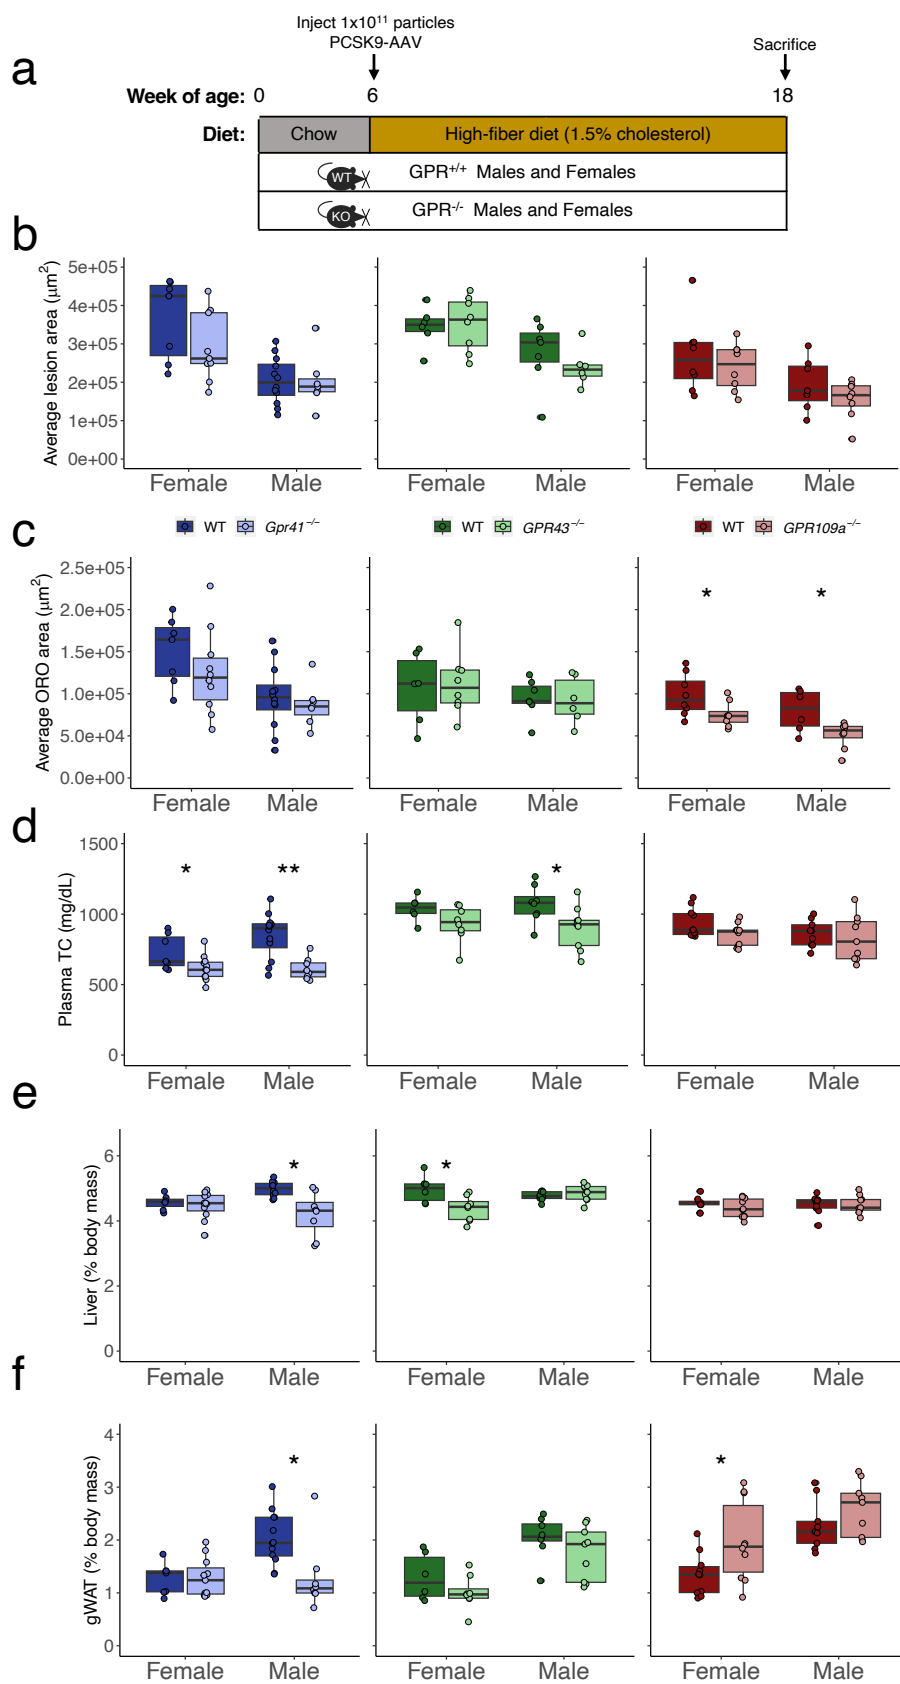 Inject 1x10¹¹ particles
PCSK9-AAV
Sacrifice
a
Week of age: 0 6 18
Diet: Chow High-fiber diet (1.5% cholesterol)
WT GPR+/+ Males and Females
KO GPR-/- Males and Females
b
Average lesion area (μm²)
5e+05
4e+05
3e+05
2e+05
1e+05
0e+00
Female Male Female Male Female Male
WT Gpr41−/− WT GPR43−/− WT GPR109a−/−
c
Average ORO area (μm²)
2.5e+05
2.0e+05
1.5e+05
1.0e+05
5.0e+04
0.0e+00
* *
Female Male Female Male Female Male
d
Plasma TC (mg/dL)
1500
1000
500
0
* ** *
Female Male Female Male Female Male
e
Liver (% body mass)
6
4
2
0
* *
Female Male Female Male Female Male
f
gWAT (% body mass)
4
3
2
1
0
* *
Female Male Female Male Female Male